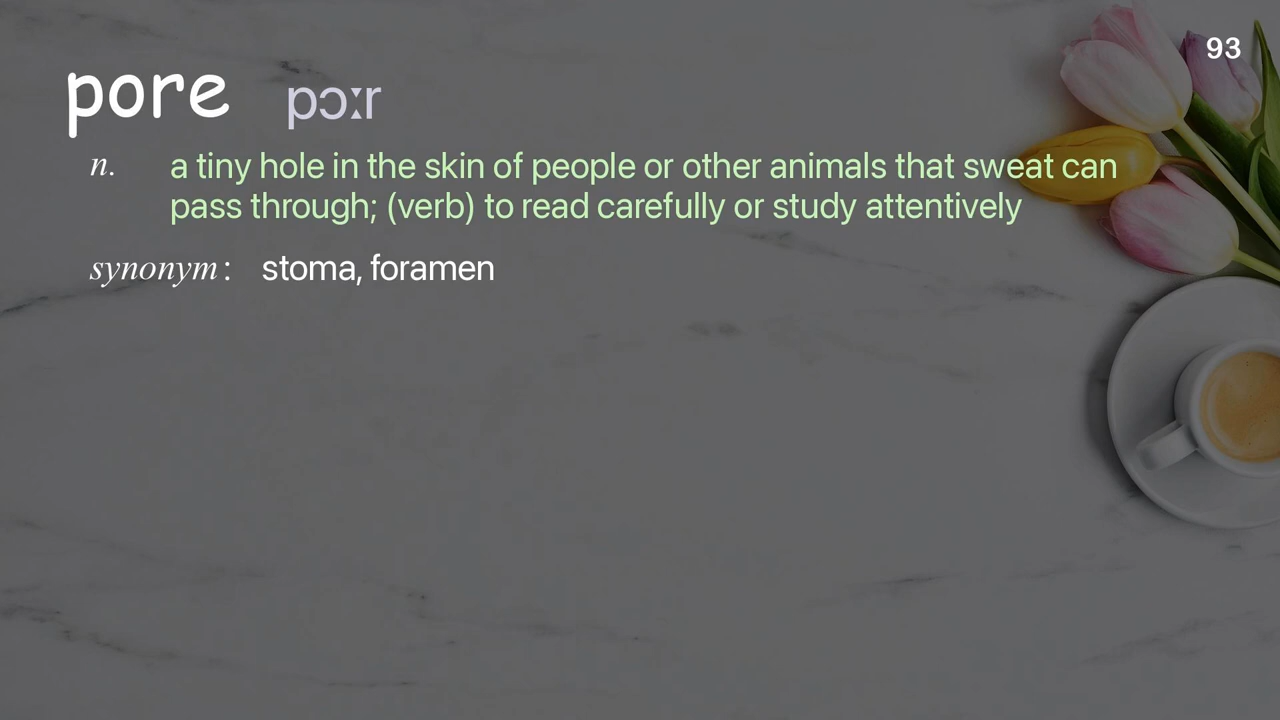 93
pore pɔːr
n. a tiny hole in the skin of people or other animals that sweat can
pass through; (verb) to read carefully or study attentively
synonym : stoma, foramen